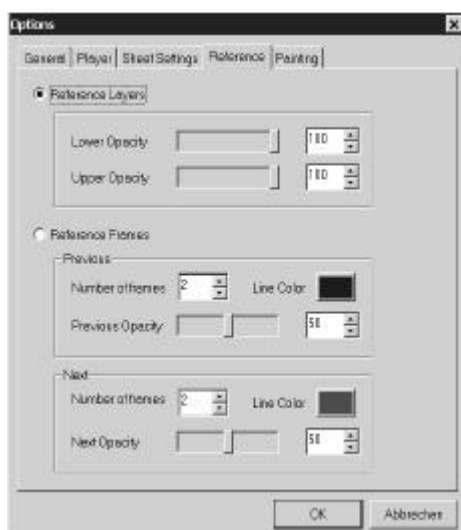 Options
General Player Sheet Settings Reference Painting
Reference Layers
Lower Opacity 100
Upper Opacity 100
Reference Frames
Previous
Number of frames 2 Line Color
Previous Opacity 50
Next
Number of frames 2 Line Color
Next Opacity 50
OK Abbrechen